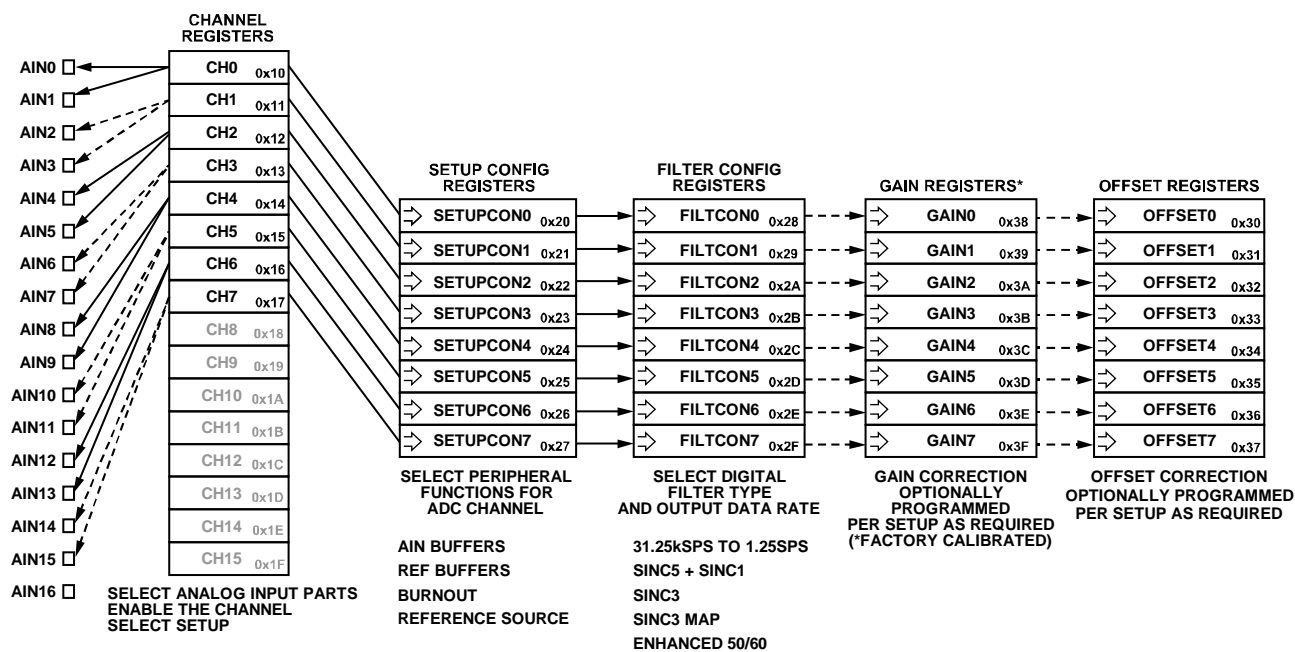 CHANNEL
REGISTERS
AIN0
AIN1
AIN2
AIN3
AIN4
AIN5
AIN6
AIN7
AIN8
AIN9
AIN10
AIN11
AIN12
AIN13
AIN14
AIN15
AIN16
CH0 0x10
CH1 0x11
CH2 0x12
CH3 0x13
CH4 0x14
CH5 0x15
CH6 0x16
CH7 0x17
CH8 0x18
CH9 0x19
CH10 0x1A
CH11 0x1B
CH12 0x1C
CH13 0x1D
CH14 0x1E
CH15 0x1F
SELECT ANALOG INPUT PARTS
ENABLE THE CHANNEL
SELECT SETUP
SETUP CONFIG
REGISTERS
SETUPCON0 0x20
SETUPCON1 0x21
SETUPCON2 0x22
SETUPCON3 0x23
SETUPCON4 0x24
SETUPCON5 0x25
SETUPCON6 0x26
SETUPCON7 0x27
SELECT PERIPHERAL
FUNCTIONS FOR
ADC CHANNEL
AIN BUFFERS
REF BUFFERS
BURNOUT
REFERENCE SOURCE
FILTER CONFIG
REGISTERS
FILTCON0 0x28
FILTCON1 0x29
FILTCON2 0x2A
FILTCON3 0x2B
FILTCON4 0x2C
FILTCON5 0x2D
FILTCON6 0x2E
FILTCON7 0x2F
SELECT DIGITAL
FILTER TYPE
AND OUTPUT DATA RATE
31.25kSPS TO 1.25SPS
SINC5 + SINC1
SINC3
SINC3 MAP
ENHANCED 50/60
GAIN REGISTERS*
GAIN0 0x38
GAIN1 0x39
GAIN2 0x3A
GAIN3 0x3B
GAIN4 0x3C
GAIN5 0x3D
GAIN6 0x3E
GAIN7 0x3F
GAIN CORRECTION
OPTIONALLY
PROGRAMMED
PER SETUP AS REQUIRED
(*FACTORY CALIBRATED)
OFFSET REGISTERS
OFFSET0 0x30
OFFSET1 0x31
OFFSET2 0x32
OFFSET3 0x33
OFFSET4 0x34
OFFSET5 0x35
OFFSET6 0x36
OFFSET7 0x37
OFFSET CORRECTION
OPTIONALLY PROGRAMMED
PER SETUP AS REQUIRED